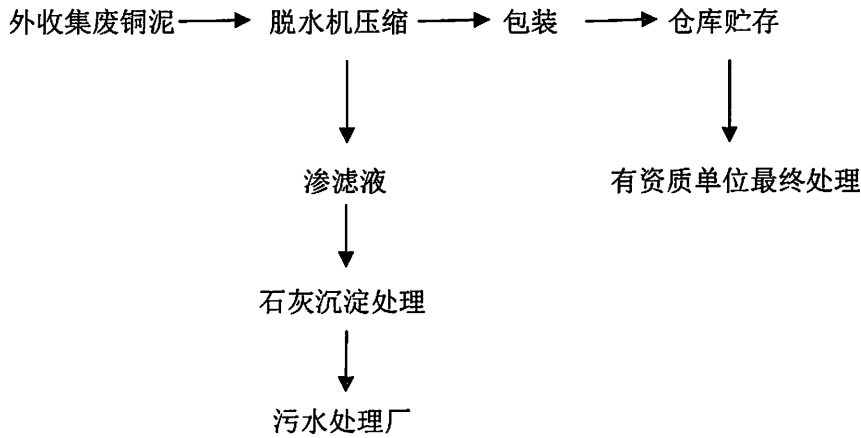 外收集废铜泥 脱水机压缩 包装 仓库贮存
渗滤液 有资质单位最终处理
石灰沉淀处理
污水处理厂